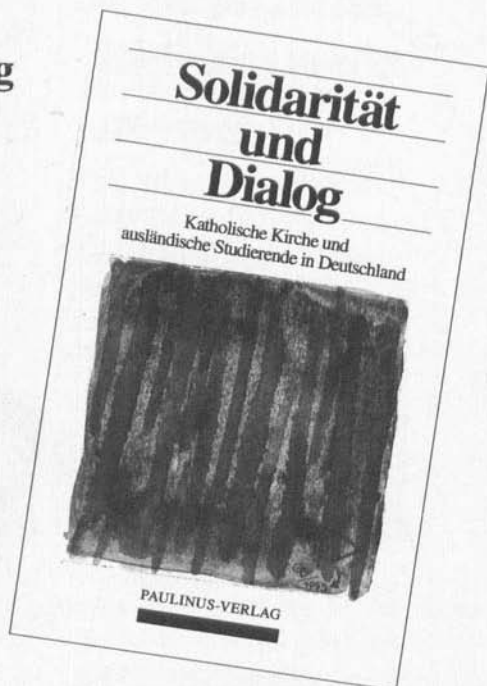 g
Solidarität
und
Dialog
Katholische Kirche und
ausländische Studierende in Deutschland
PAULINUS-VERLAG